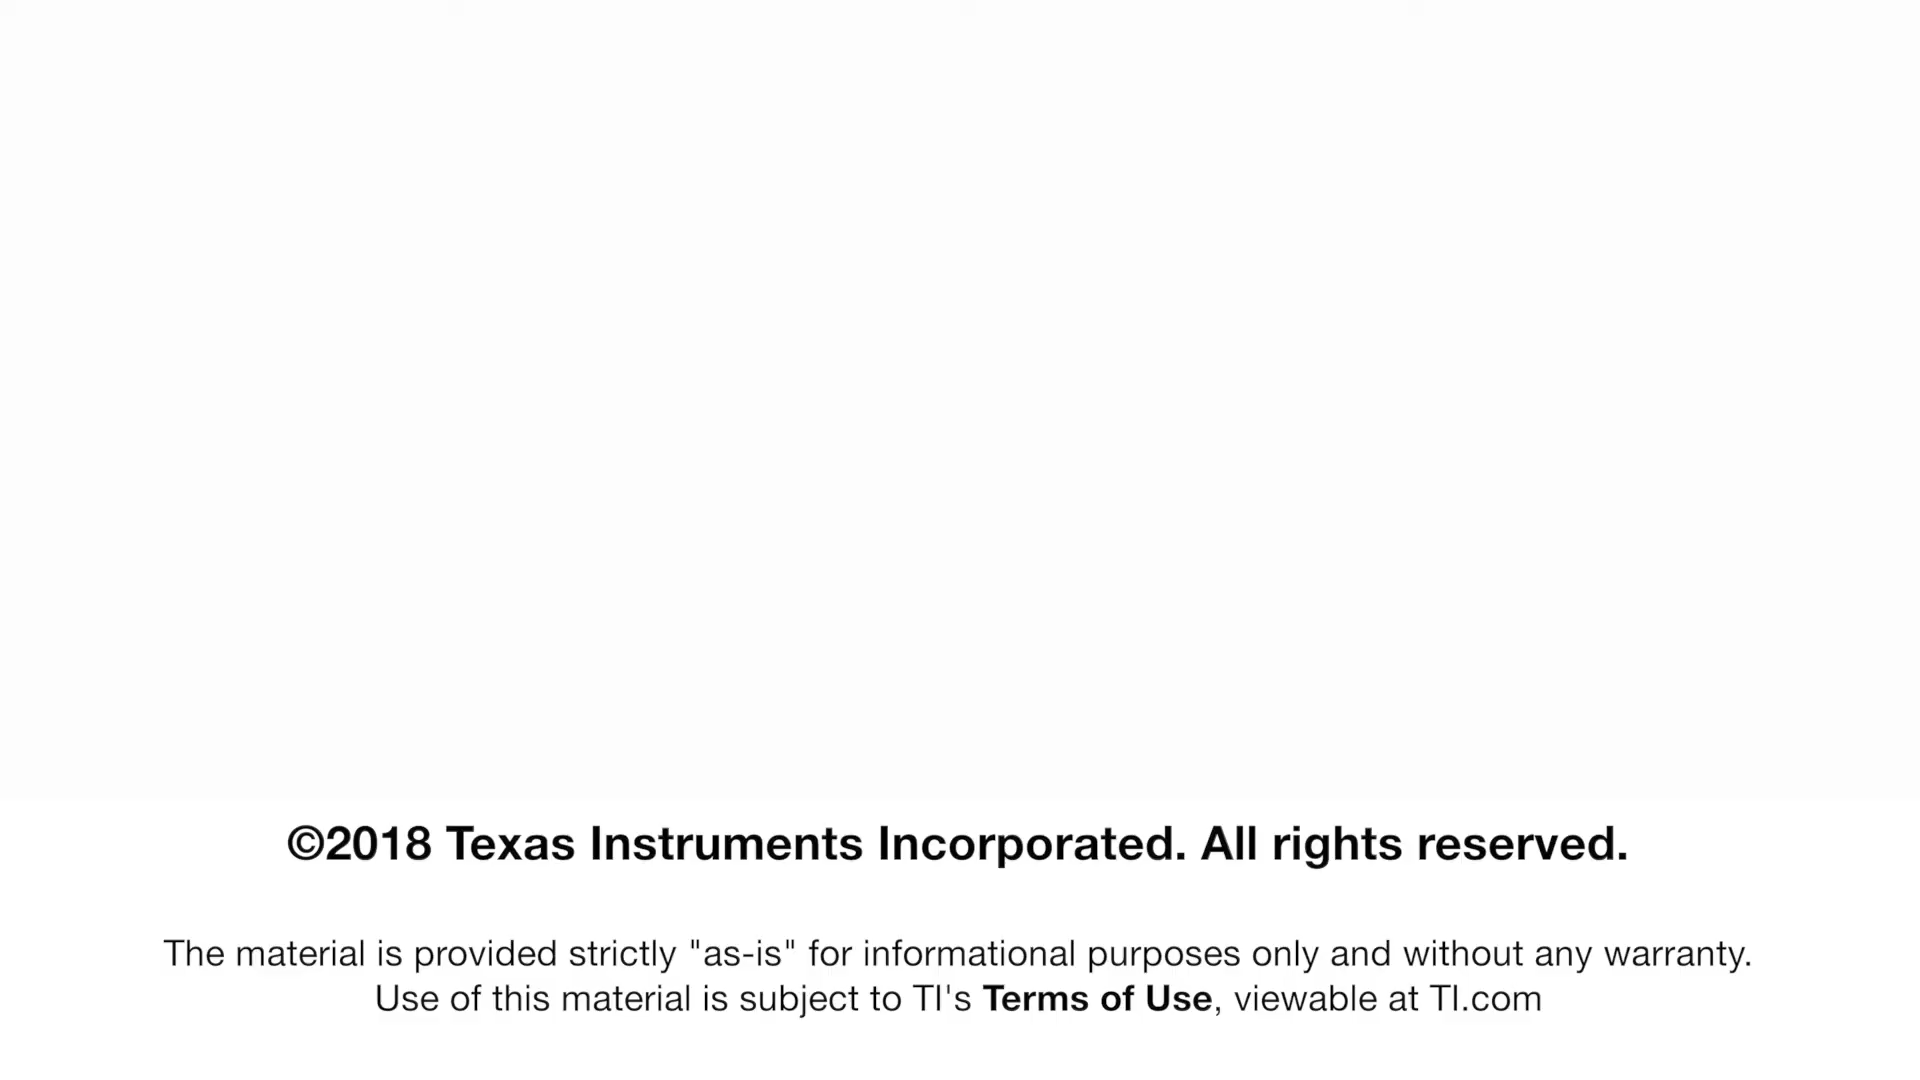 ©2018 Texas Instruments Incorporated. All rights reserved.
The material is provided strictly "as-is" for informational purposes only and without any warranty.
Use of this material is subject to TI's Terms of Use, viewable at TI.com